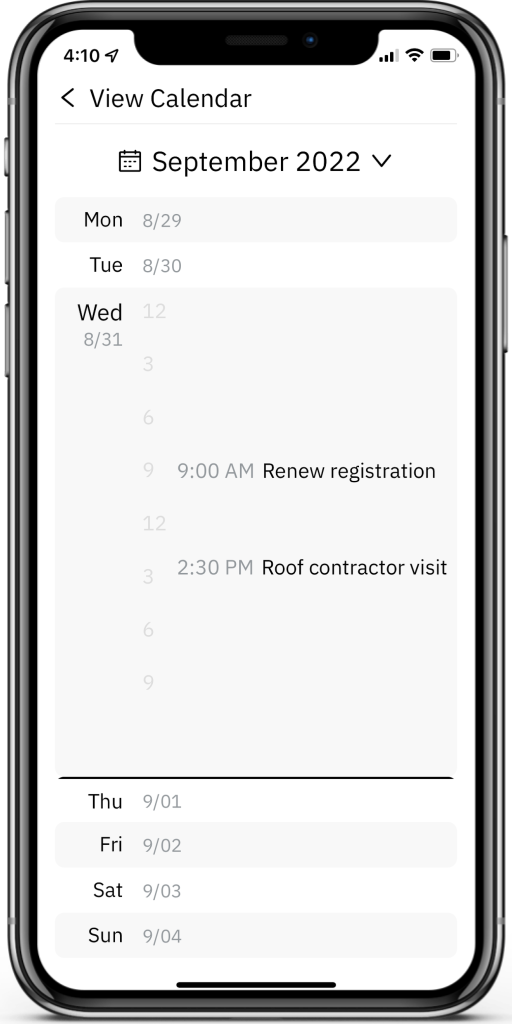 4:10
View Calendar
September 2022
Mon 8/29
Tue 8/30
Wed 12
8/31
3
6
9 9:00 AM Renew registration
12
3 2:30 PM Roof contractor visit
6
9
Thu 9/01
Fri 9/02
Sat 9/03
Sun 9/04